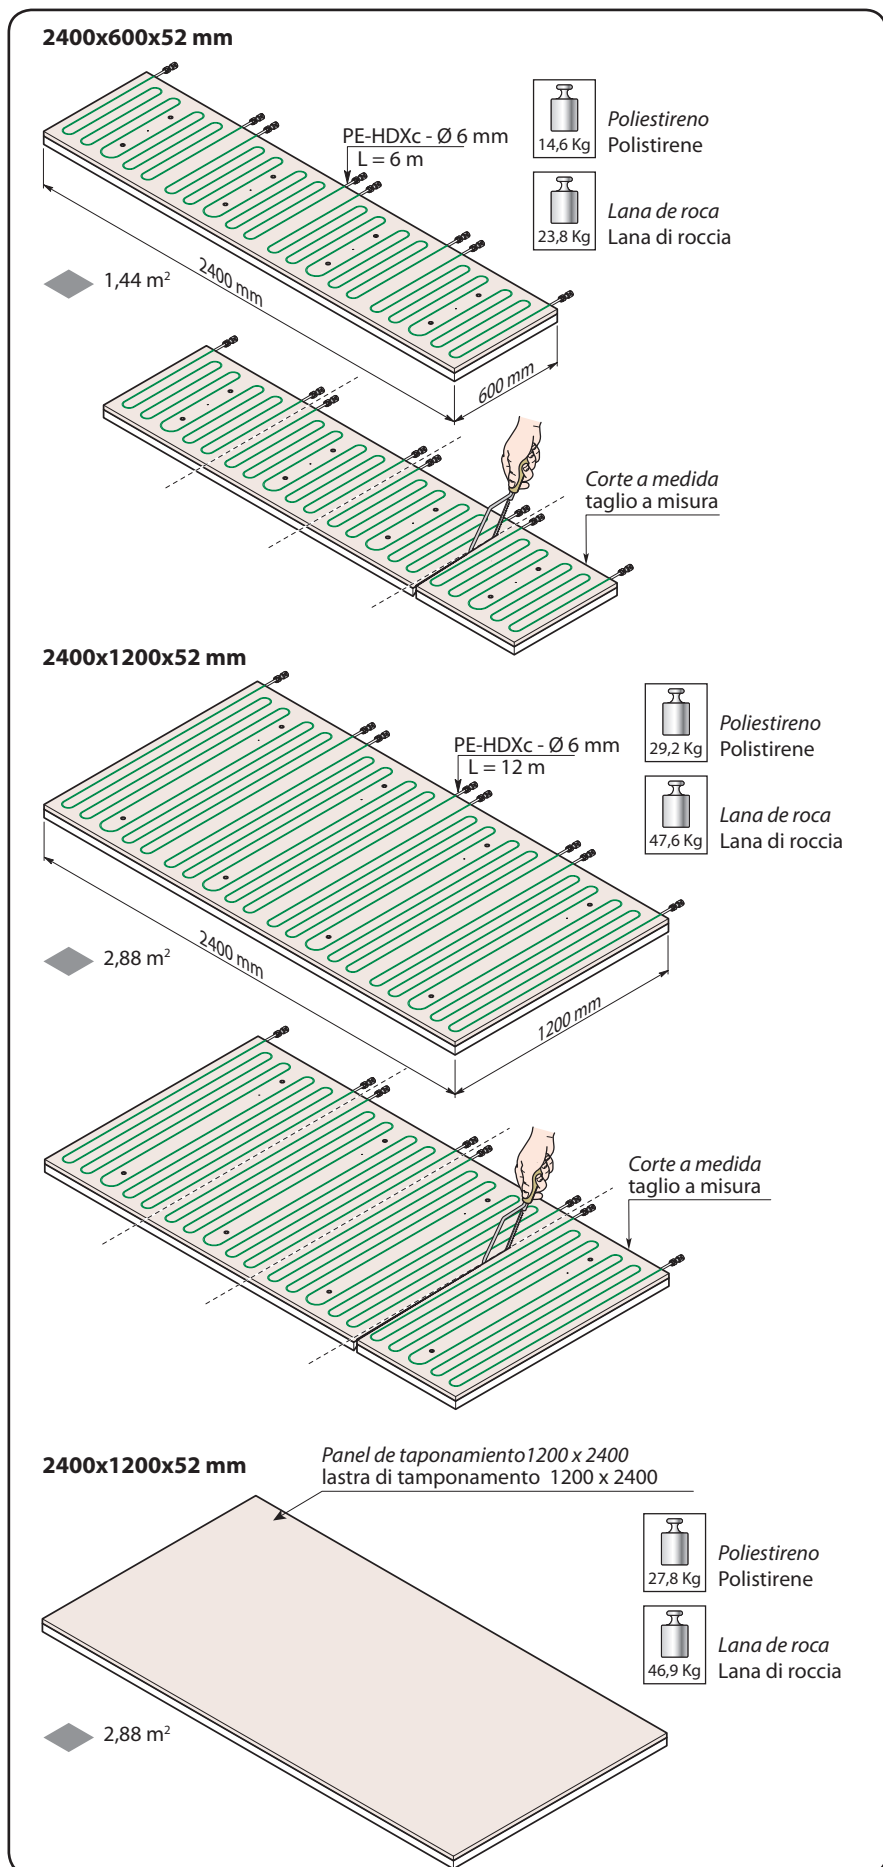 2400x600x52 mm
PE-HDXc - Ø 6 mm
L = 6 m
14,6 Kg
Poliestireno
Polistirene
23,8 Kg
Lana de roca
Lana di roccia
1,44 m²
2400 mm
600 mm
Corte a medida
taglio a misura
2400x1200x52 mm
PE-HDXc - Ø 6 mm
L = 12 m
29,2 Kg
Poliestireno
Polistirene
47,6 Kg
Lana de roca
Lana di roccia
2,88 m²
2400 mm
1200 mm
Corte a medida
taglio a misura
2400x1200x52 mm
Panel de taponamiento1200 x 2400
lastra di tamponamento 1200 x 2400
27,8 Kg
Poliestireno
Polistirene
46,9 Kg
Lana de roca
Lana di roccia
2,88 m²